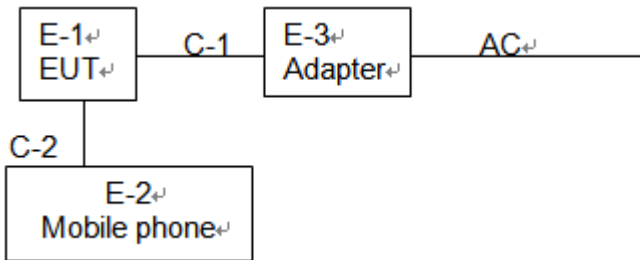 E-1
EUT
C-1
E-3
Adapter
AC
C-2
E-2
Mobile phone